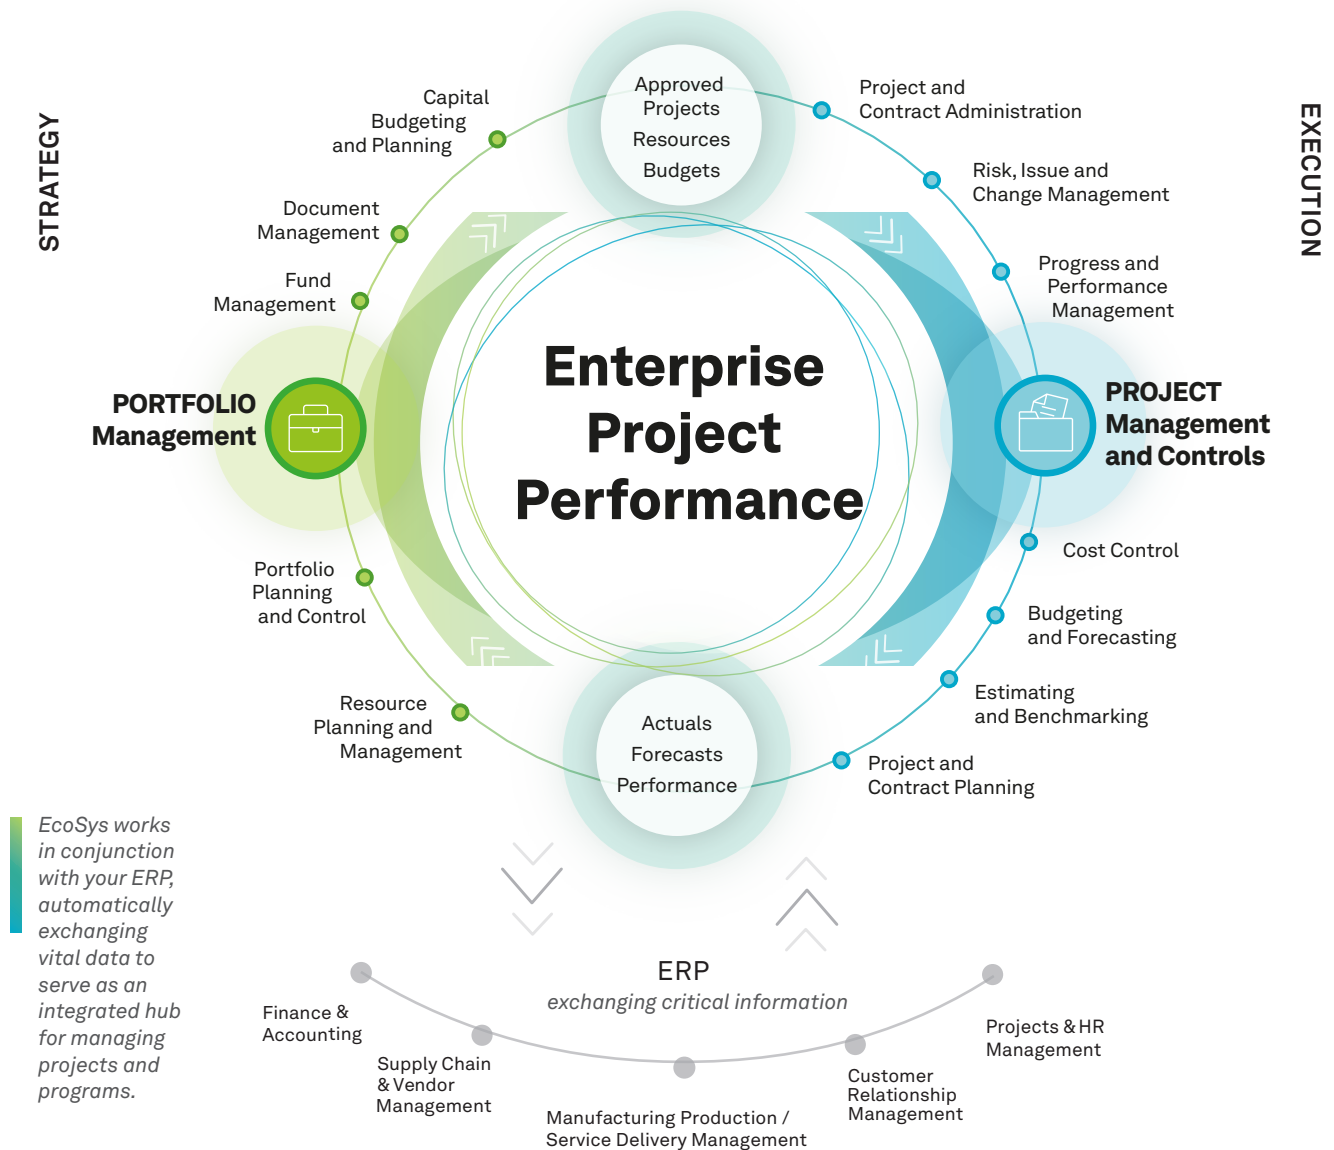 STRATEGY
EXECUTION
Approved
Projects
Resources
Budgets
Capital
Budgeting
and Planning
Document
Management
Fund
Management
PORTFOLIO
Management
Portfolio
Planning
and Control
Resource
Planning and
Management
Enterprise
Project
Performance
Project and
Contract Administration
Risk, Issue and
Change Management
Progress and
Performance
Management
PROJECT
Management
and Controls
Cost Control
Budgeting
and Forecasting
Estimating
and Benchmarking
Project and
Contract Planning
Actuals
Forecasts
Performance
EcoSys works
in conjunction
with your ERP,
automatically
exchanging
vital data to
serve as an
integrated hub
for managing
projects and
programs.
ERP
exchanging critical information
Finance &
Accounting
Supply Chain
& Vendor
Management
Manufacturing Production /
Service Delivery Management
Customer
Relationship
Management
Projects & HR
Management